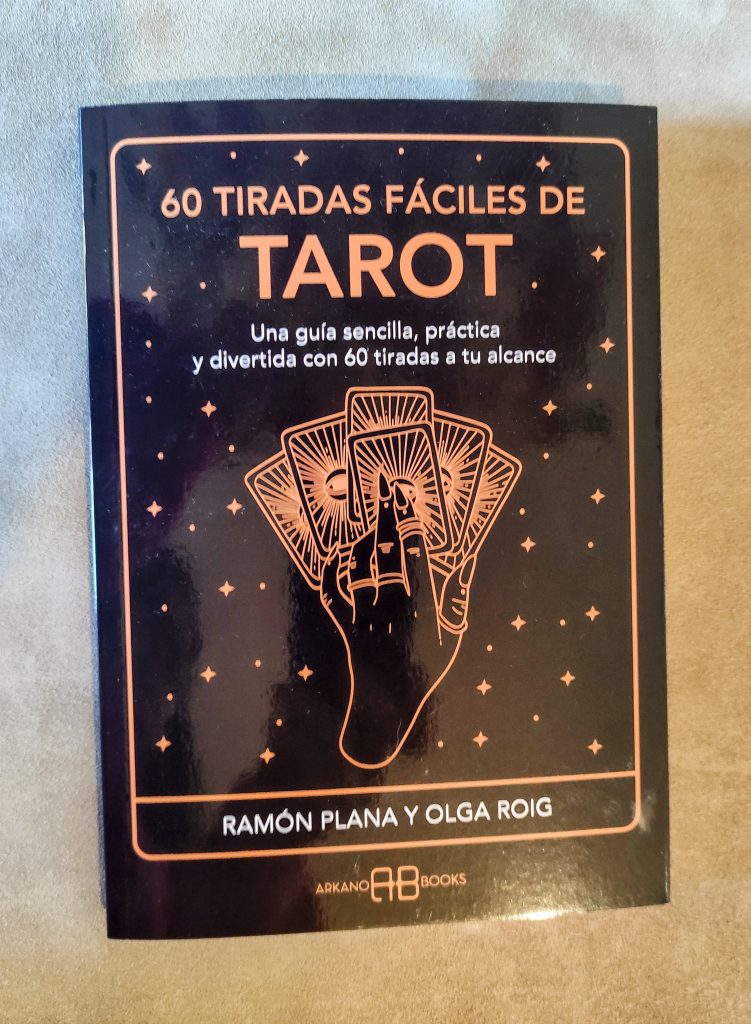 60 TIRADAS FÁCILES DE
TAROT
Una guía sencilla, práctica
y divertida con 60 tiradas a tu alcance
RAMÓN PLANA Y OLGA ROIG
ARKANO AB BOOKS